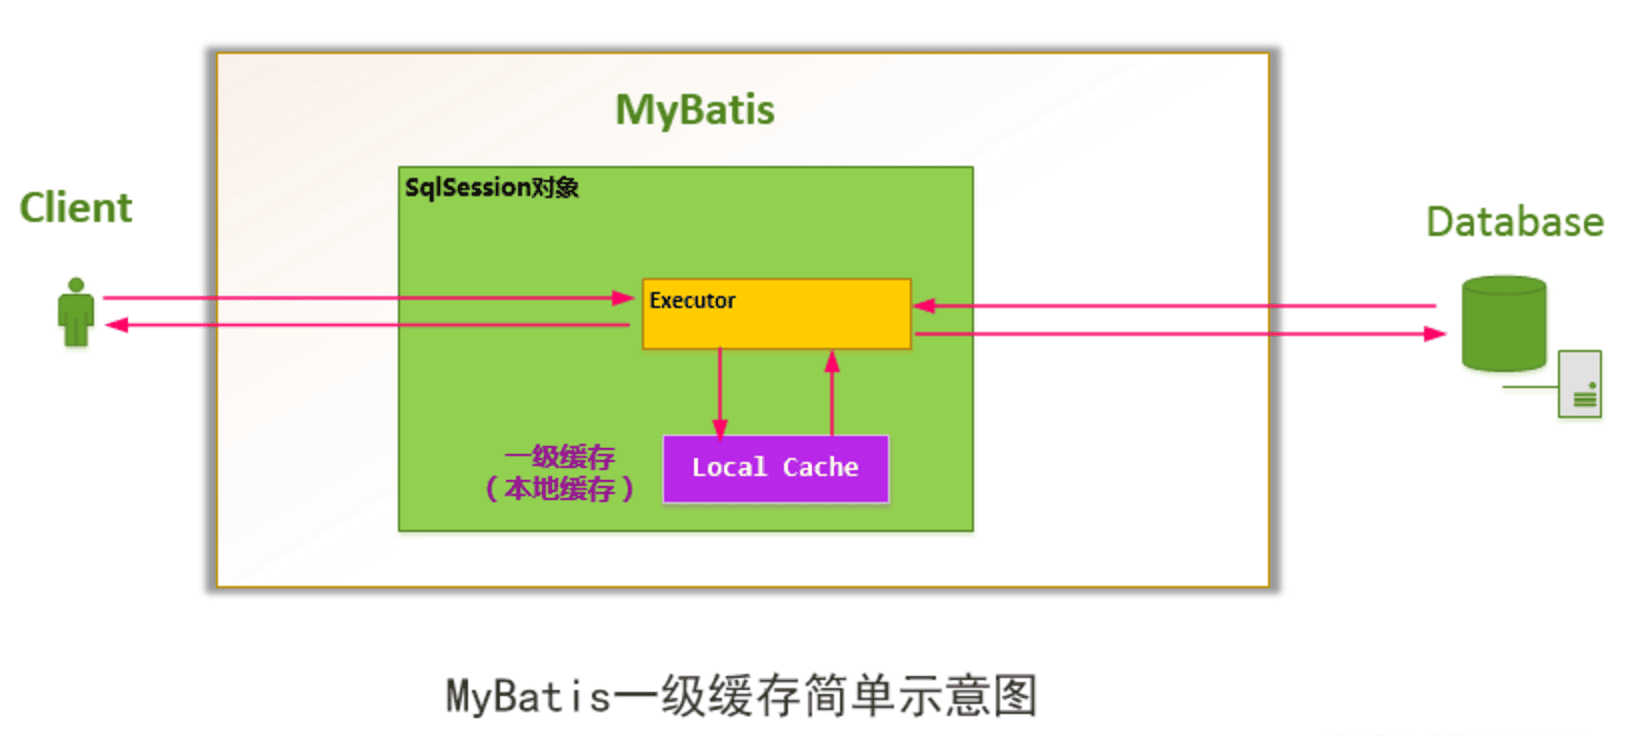 MyBatis
SqlSession对象
Client
Database
Executor
一级缓存
（本地缓存）
Local Cache
MyBatis一级缓存简单示意图